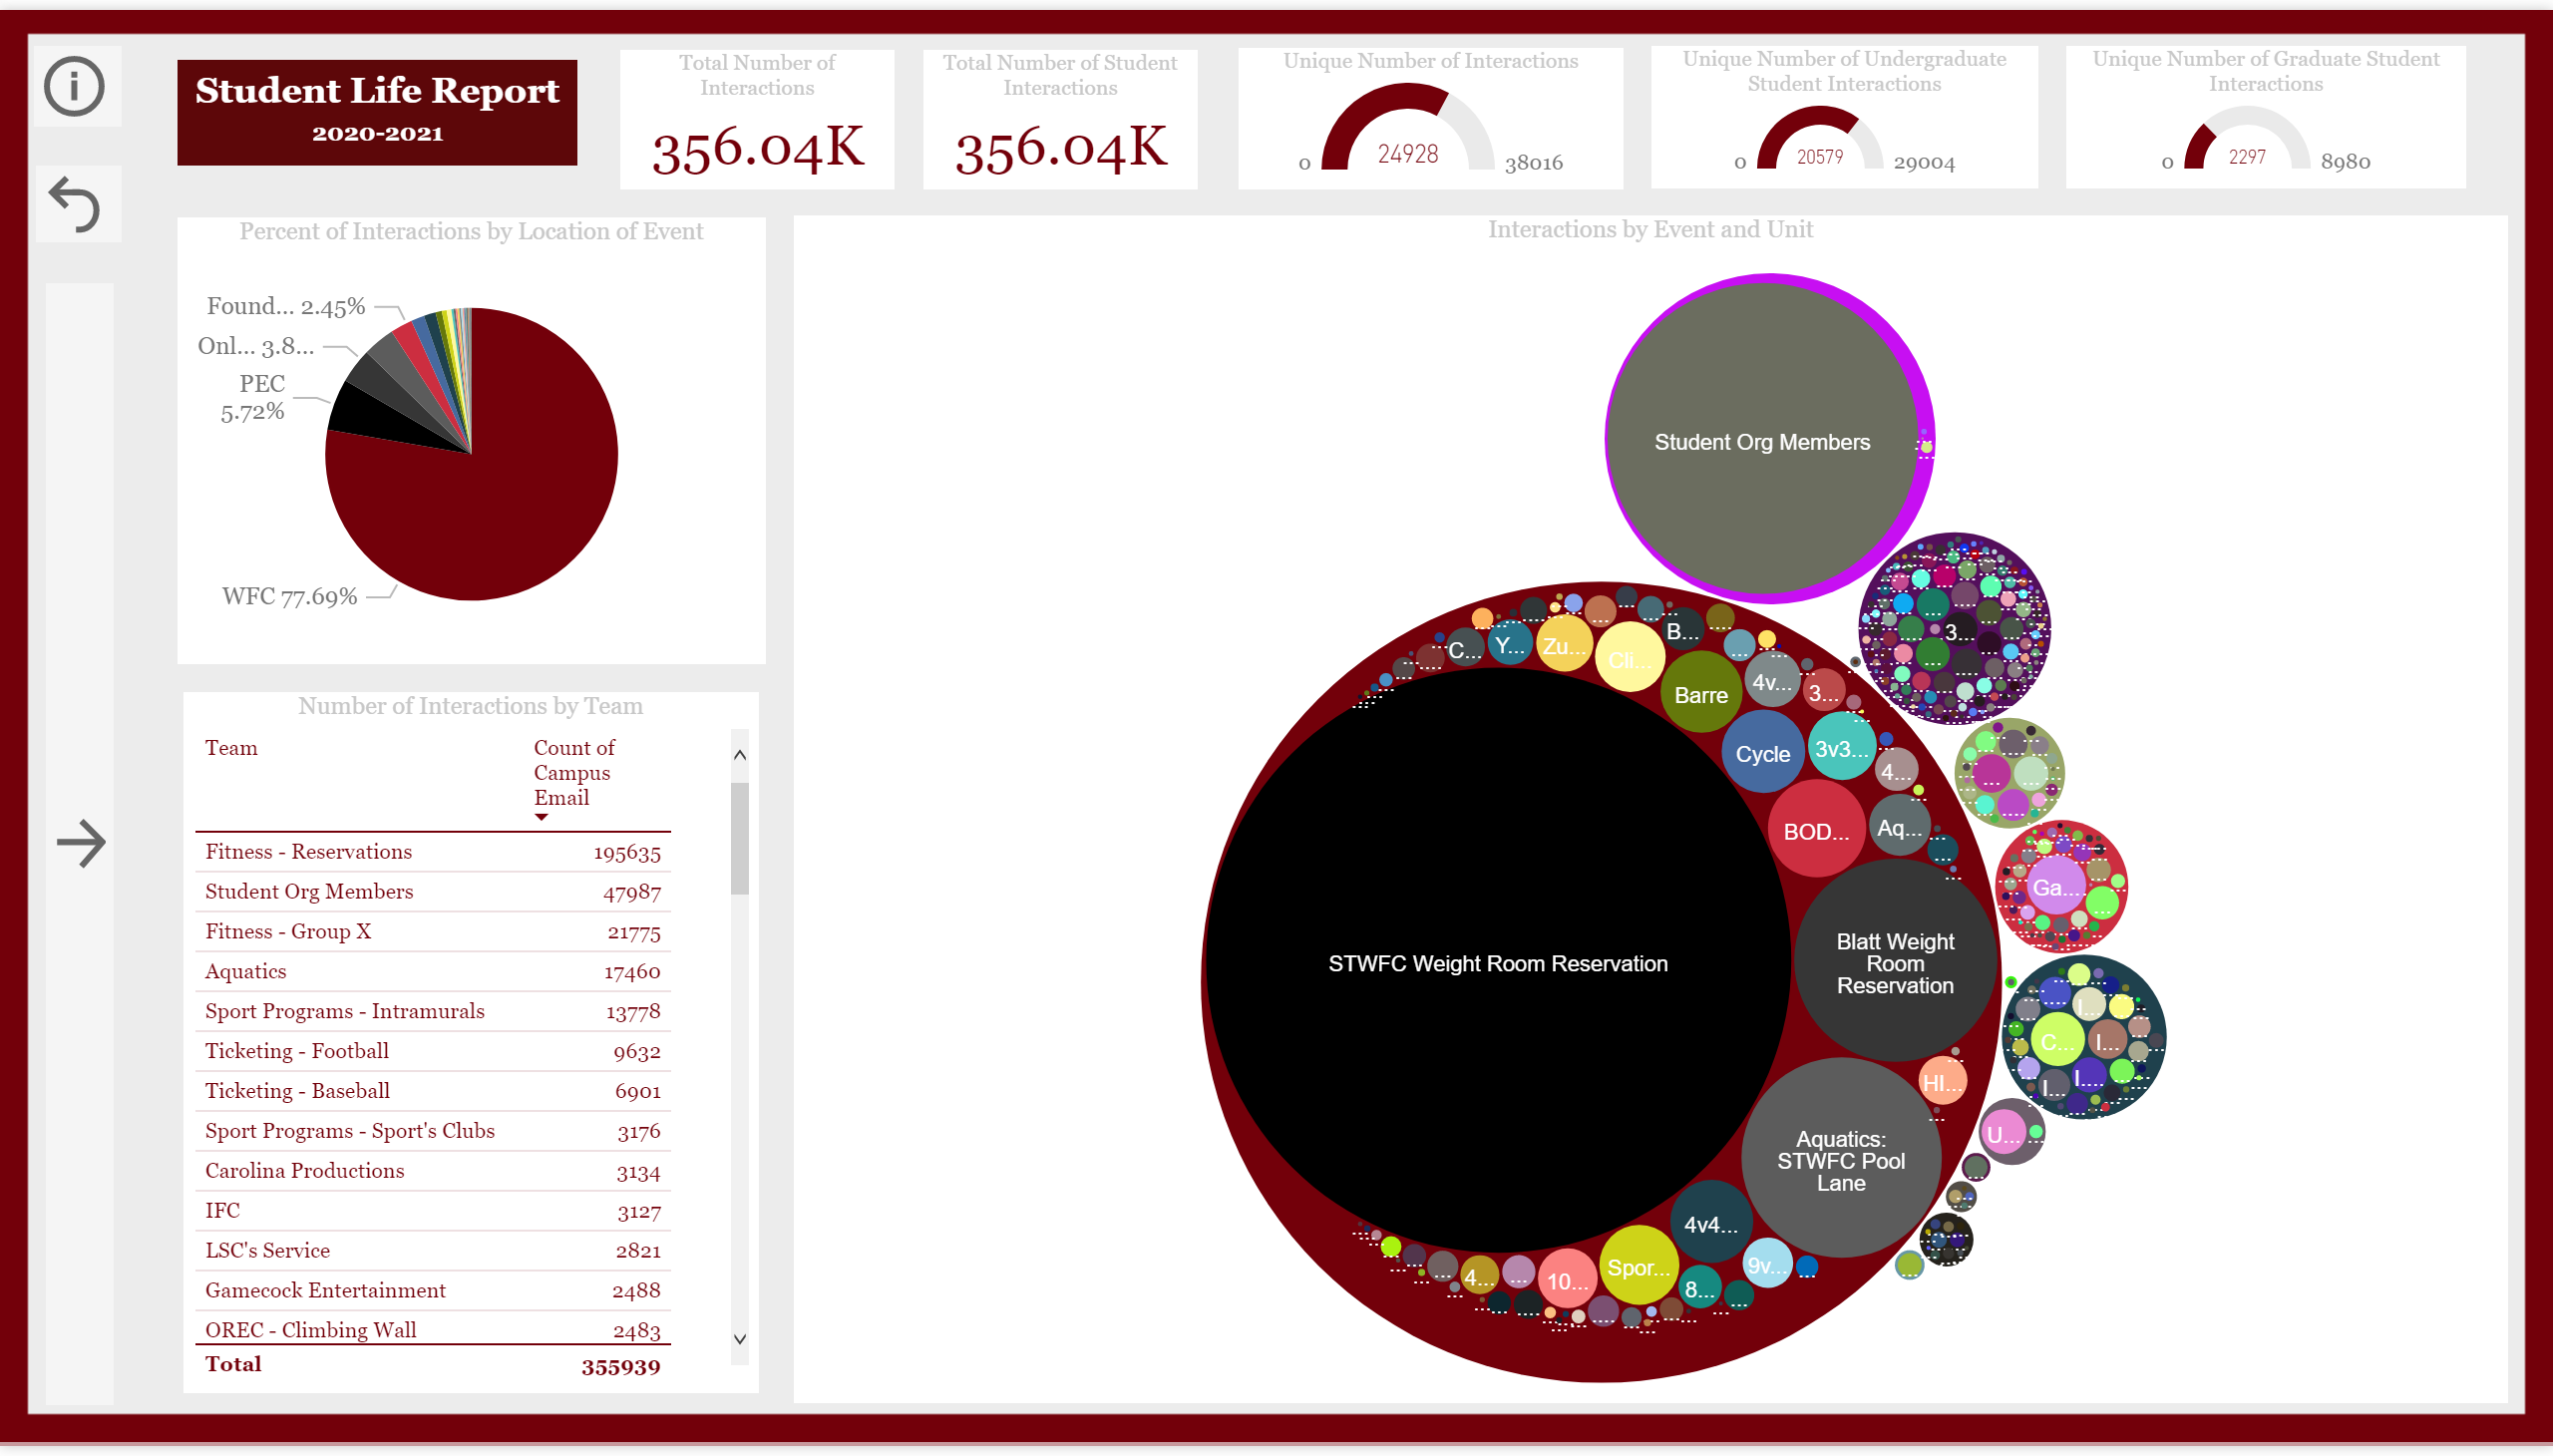 Student Life Report
2020-2021
Total Number of
Interactions
356.04K
Total Number of Student
Interactions
356.04K
Unique Number of Interactions
0 24928 38016
Unique Number of Undergraduate
Student Interactions
0 20579 29004
Unique Number of Graduate Student
Interactions
0 2297 8980
Percent of Interactions by Location of Event
Found... 2.45%
Onl... 3.8...
PEC
5.72%
WFC 77.69%
Number of Interactions by Team
Team Count of
Campus
Email
Fitness - Reservations 195635
Student Org Members 47987
Fitness - Group X 21775
Aquatics 17460
Sport Programs - Intramurals 13778
Ticketing - Football 9632
Ticketing - Baseball 6901
Sport Programs - Sport's Clubs 3176
Carolina Productions 3134
IFC 3127
LSC's Service 2821
Gamecock Entertainment 2488
OREC - Climbing Wall 2483
Total 355939
Interactions by Event and Unit
Student Org Members
3...
C...
Y...
Zu...
Cli...
B...
Barre
4v...
3...
Cycle
3v3...
4...
BOD...
Aq...
Ga...
STWFC Weight Room Reservation
Blatt Weight
Room
Reservation
C...
I...
I...
I...
I...
HI...
U...
Aquatics:
STWFC Pool
Lane
4v4...
9v...
Spor...
8...
10...
4...